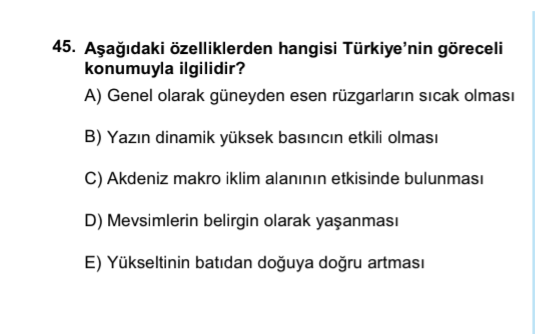 45. Aşağıdaki özelliklerden hangisi Türkiye'nin göreceli
konumuyla ilgilidir?
A) Genel olarak güneyden esen rüzgarların sıcak olması
B) Yazın dinamik yüksek basıncın etkili olması
C) Akdeniz makro iklim alanının etkisinde bulunması
D) Mevsimlerin belirgin olarak yaşanması
E) Yükseltinin batıdan doğuya doğru artması